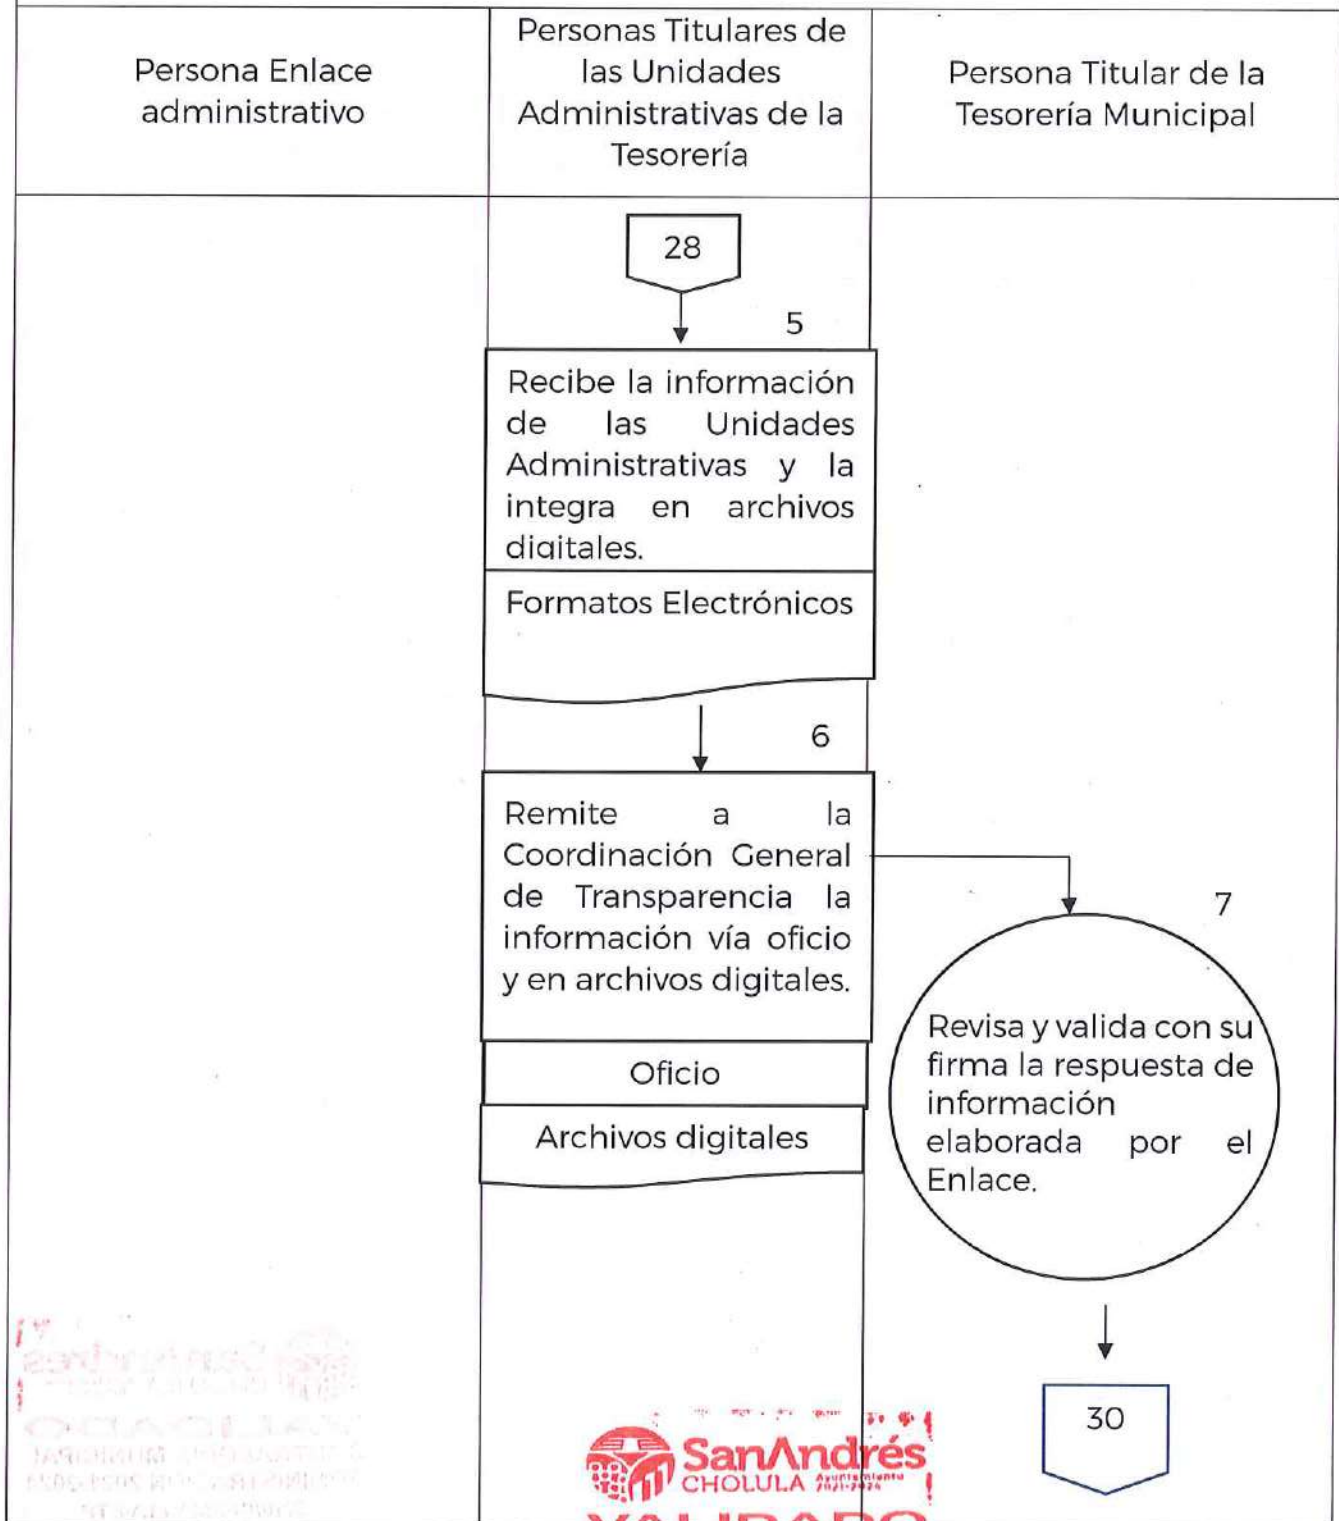 Persona Enlace
administrativo
Personas Titulares de
las Unidades
Administrativas de la
Tesorería
Persona Titular de la
Tesorería Municipal
28
5
Recibe la información
de las Unidades
Administrativas y la
integra en archivos
digitales.
Formatos Electrónicos
6
Remite a la
Coordinación General
de Transparencia la
información vía oficio
y en archivos digitales.
Oficio
Archivos digitales
7
Revisa y valida con su
firma la respuesta de
información
elaborada por el
Enlace.
30
SanAndrés
CHOLULA Ayuntamiento
2021-2024